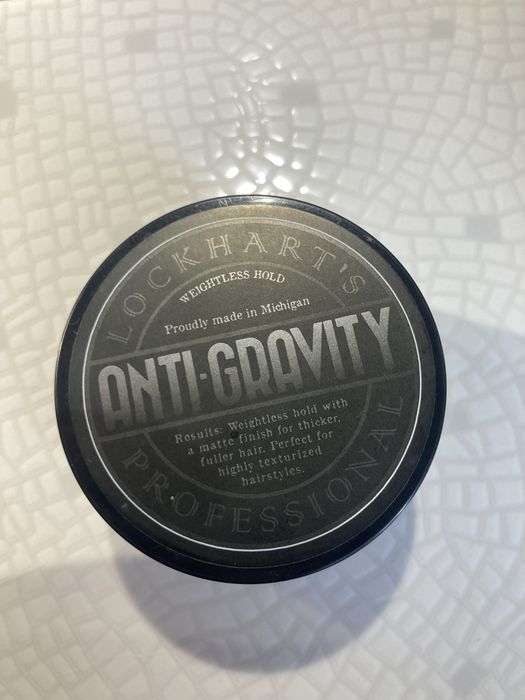 LOCKHART'S
WEIGHTLESS HOLD
Proudly made in Michigan
ANTI-GRAVITY
Results: Weightless hold with
a matte finish for thicker,
fuller hair. Perfect for
highly texturized
hairstyles.
PROFESSIONAL